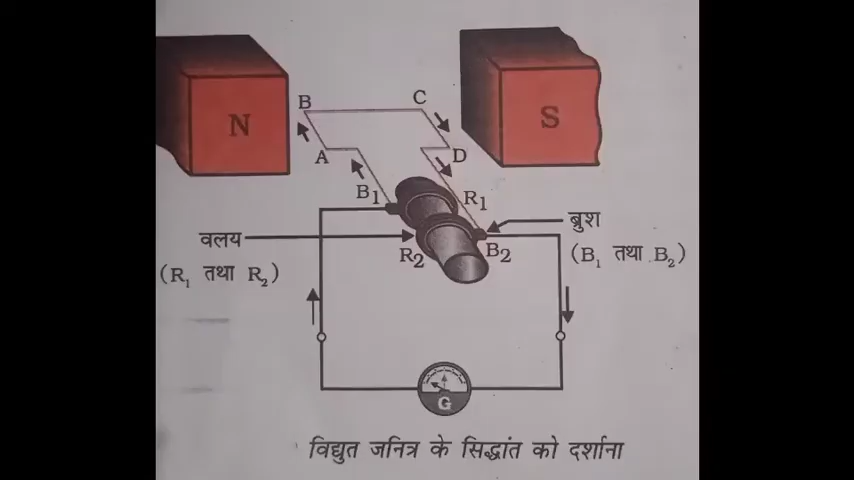 N
S
B
C
A
D
B₁
R₁
ब्रुश
वलय
R₂
B₂
(B₁ तथा B₂)
(R₁ तथा R₂)
G
विद्युत जनित्र के सिद्धांत को दर्शाना